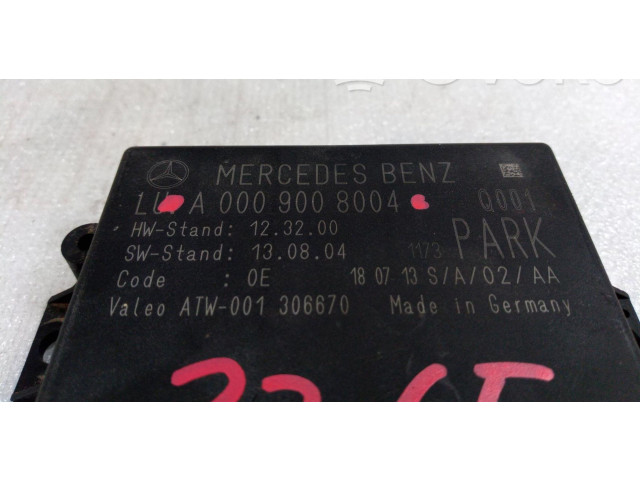 MERCEDES BENZ
A 000 900 8004 Q001
HW-Stand: 12.32.00
SW-Stand: 13.08.04 1173 PARK
Code : 0E 18 07 13 S/A/02/AA
Valeo ATW-001 306670 Made in Germany